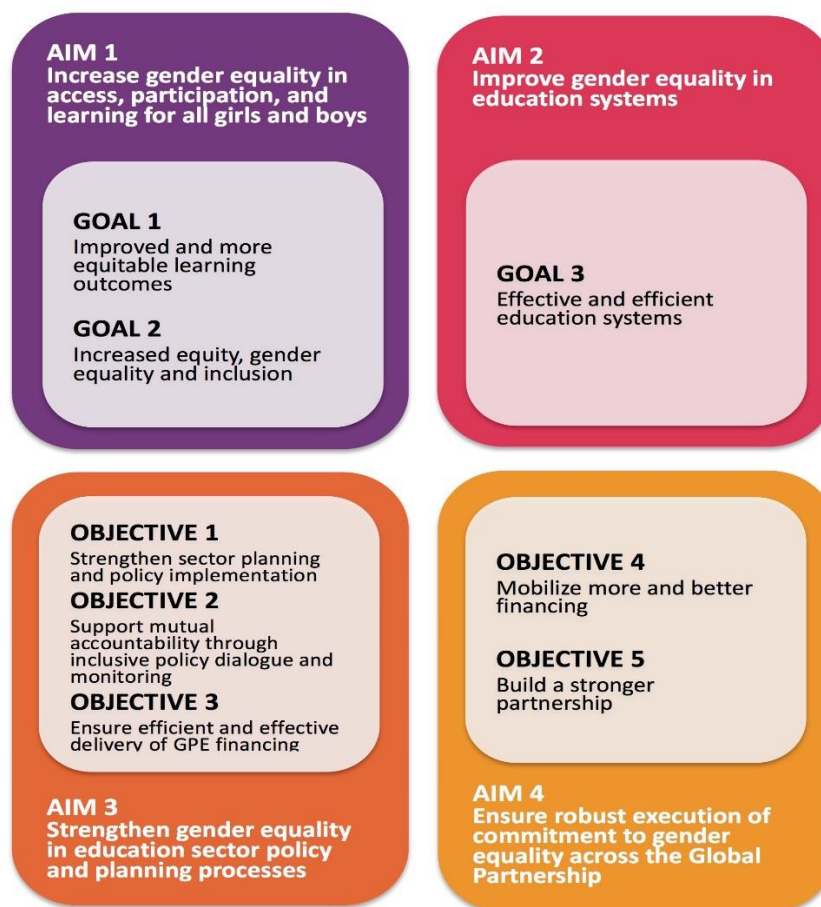 AIM 1
Increase gender equality in
access, participation, and
learning for all girls and boys
GOAL 1
Improved and more
equitable learning
outcomes
GOAL 2
Increased equity, gender
equality and inclusion
AIM 2
Improve gender equality in
education systems
GOAL 3
Effective and efficient
education systems
OBJECTIVE 1
Strengthen sector planning
and policy implementation
OBJECTIVE 2
Support mutual
accountability through
inclusive policy dialogue and
monitoring
OBJECTIVE 3
Ensure efficient and effective
delivery of GPE financing
AIM 3
Strengthen gender equality
in education sector policy
and planning processes
OBJECTIVE 4
Mobilize more and better
financing
OBJECTIVE 5
Build a stronger
partnership
AIM 4
Ensure robust execution of
commitment to gender
equality across the Global
Partnership